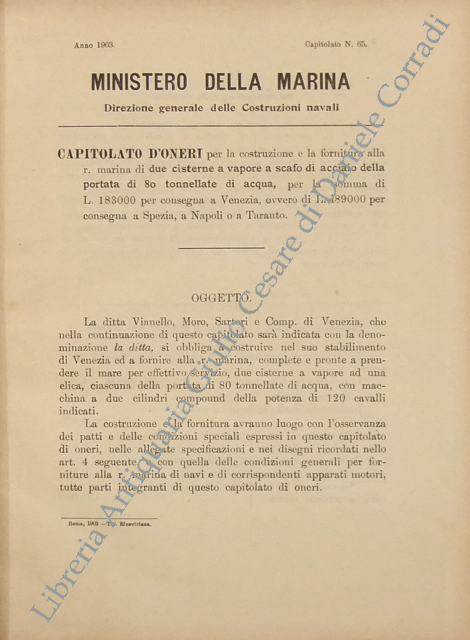 Anno 1903. Capitolato N. 65.
MINISTERO DELLA MARINA
Direzione generale delle Costruzioni navali
CAPITOLATO D'ONERI per la costruzione e la fornitura alla
r. marina di due cisterne a vapore a scafo di acciaio della
portata di 80 tonnellate di acqua, per la somma di
L. 183000 per consegna a Venezia, ovvero di L. 189000 per
consegna a Spezia, a Napoli o a Taranto.
OGGETTO.
La ditta Vinnello, Moro, Sartori e Comp. di Venezia, che
nella continuazione di questo capitolato sarà indicata con la deno-
minazione la ditta, si obbliga a costruire nel suo stabilimento
di Venezia ed a fornire alla r. marina, complete e pronte a pren-
dere il mare per effettivo servizio, due cisterne a vapore ad una
elica, ciascuna della portata di 80 tonnellate di acqua, con mac-
china a due cilindri compound della potenza di 120 cavalli
indicati.
La costruzione e la fornitura avranno luogo con l'osservanza
dei patti e delle condizioni speciali espressi in questo capitolato
di oneri, nelle allegate specificazioni e nei disegni ricordati nello
art. 4 seguente, e con quella delle condizioni generali per for-
niture alla r. marina di navi e di corrispondenti apparati motori,
tutte parti integranti di questo capitolato di oneri.
Roma, 1903 — Tip. Elzeviriana.
Libreria Antiquaria Giulio Cesare di Daniele Corradi